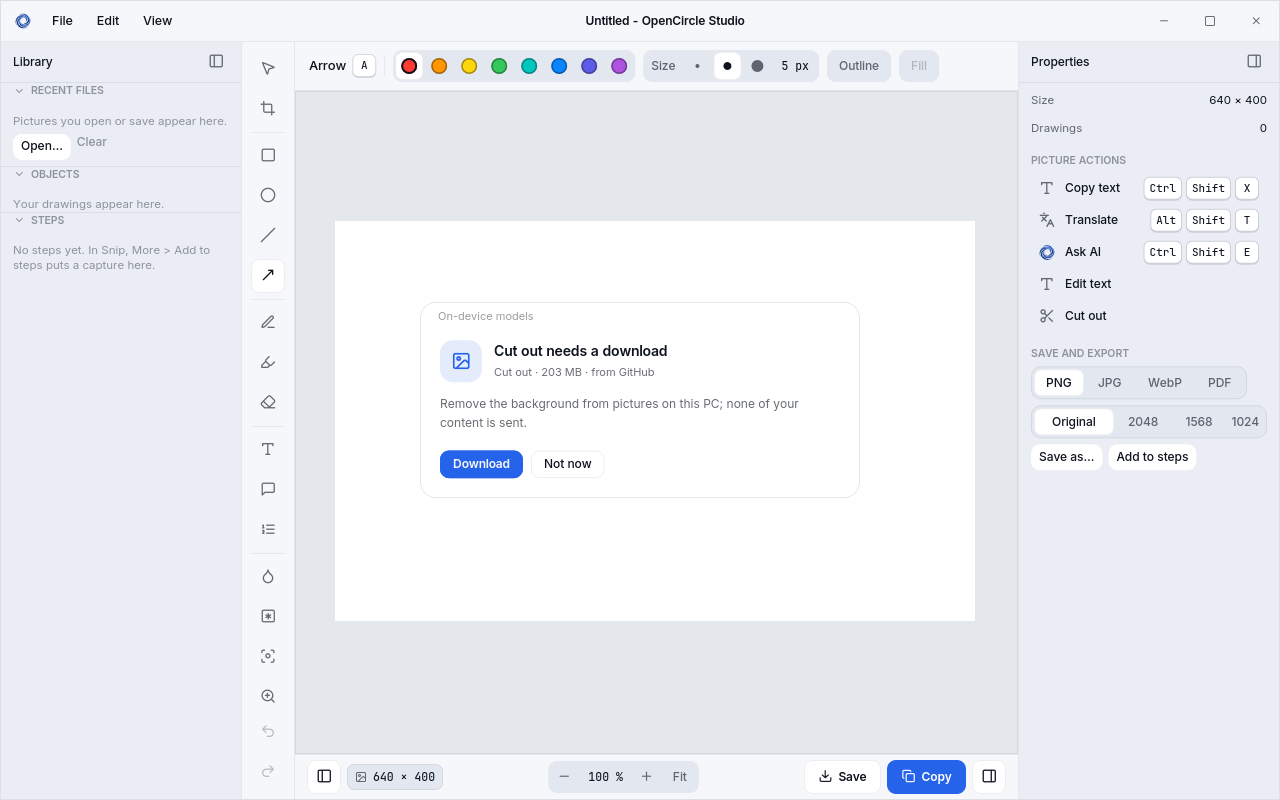 File Edit View
Untitled - OpenCircle Studio
Library
RECENT FILES
Pictures you open or save appear here.
Open... Clear
OBJECTS
Your drawings appear here.
STEPS
No steps yet. In Snip, More > Add to
steps puts a capture here.
Arrow A
Size 5 px Outline Fill
On-device models
Cut out needs a download
Cut out · 203 MB · from GitHub
Remove the background from pictures on this PC; none of your
content is sent.
Download Not now
640 × 400
100 % Fit
Save Copy
Properties
Size 640 × 400
Drawings 0
PICTURE ACTIONS
Copy text Ctrl Shift X
Translate Alt Shift T
Ask AI Ctrl Shift E
Edit text
Cut out
SAVE AND EXPORT
PNG JPG WebP PDF
Original 2048 1568 1024
Save as... Add to steps